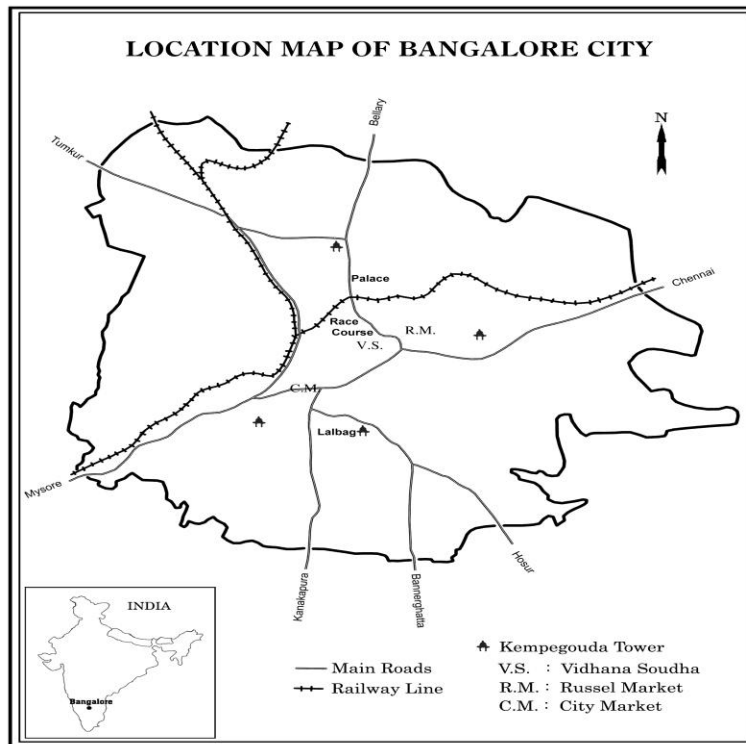 LOCATION MAP OF BANGALORE CITY
N
Bellary
Tumkur
Palace
Chennai
Race
Course
R.M.
V.S.
C.M.
Lalbag
Mysore
Hosur
Kanakapura
Bannerghatta
INDIA
Bangalore
Main Roads
Railway Line
Kempegouda Tower
V.S. : Vidhana Soudha
R.M. : Russel Market
C.M. : City Market